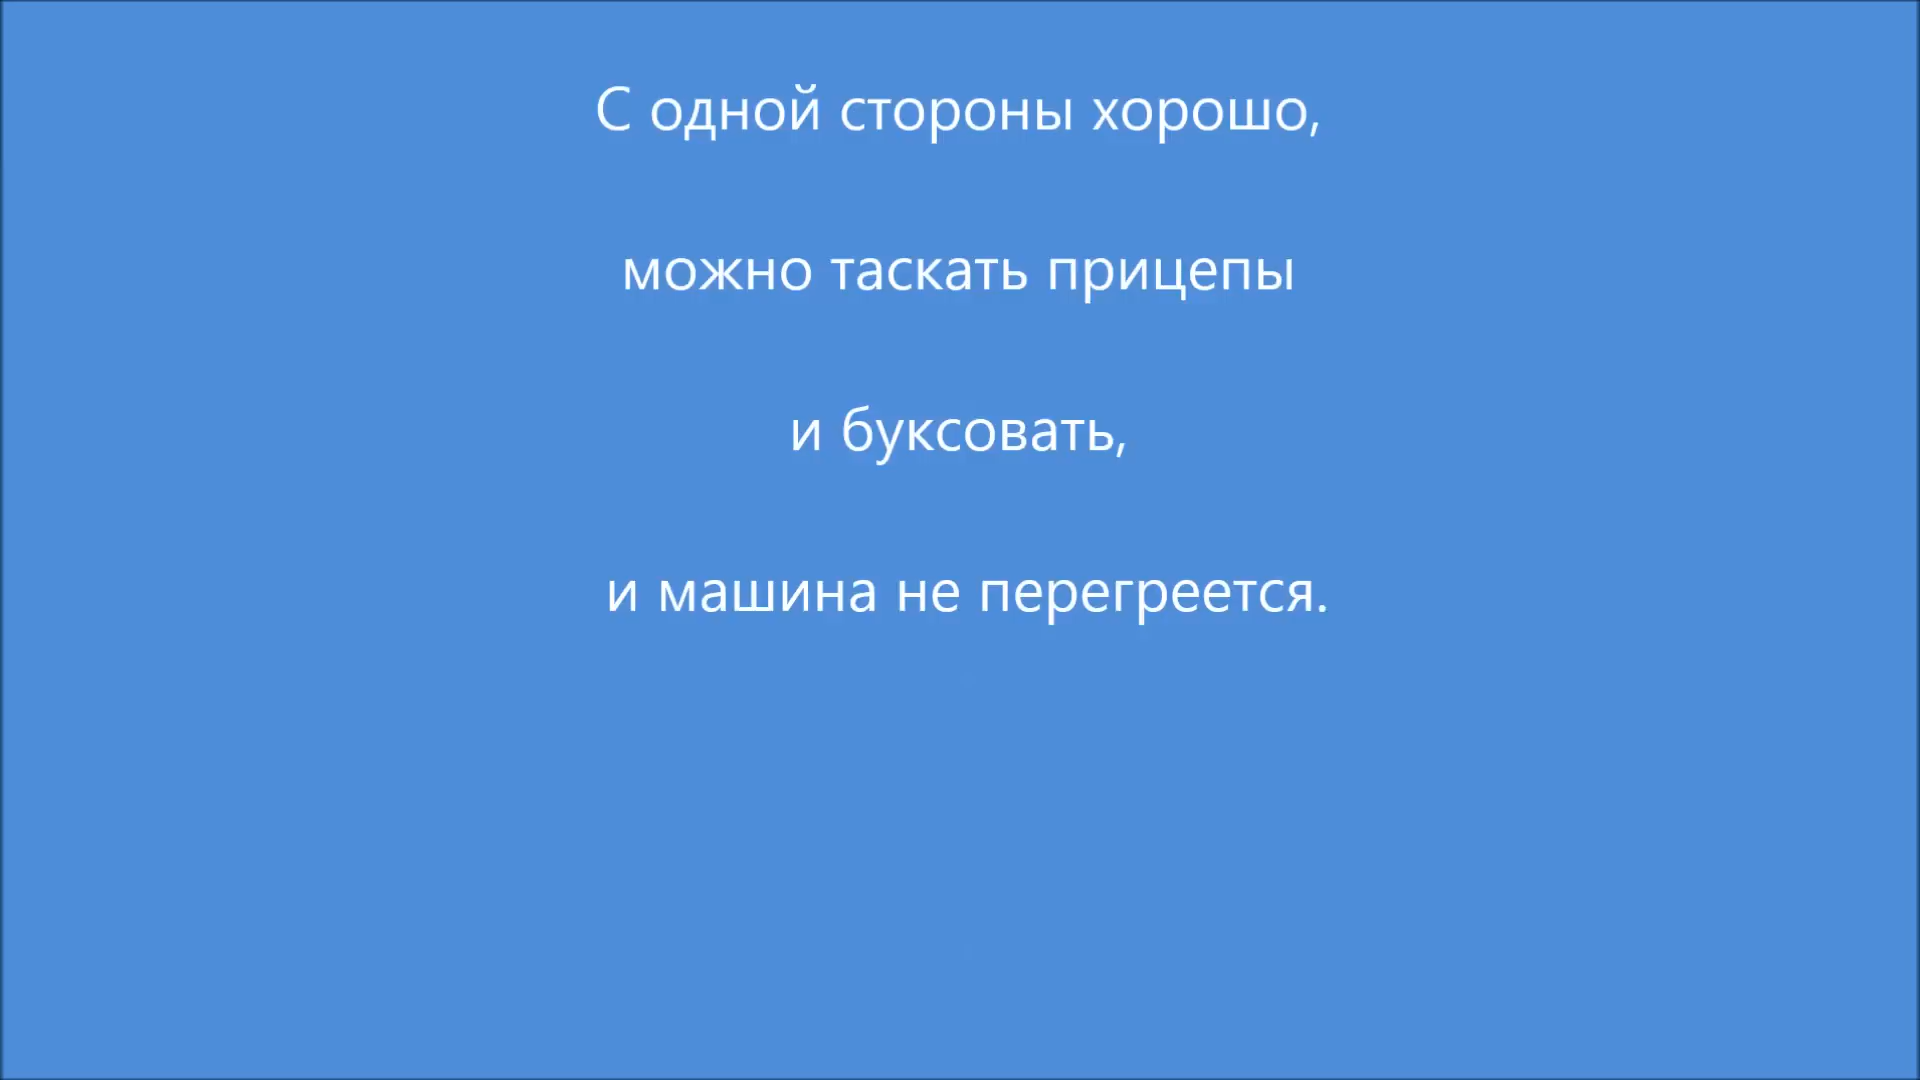 С одной стороны хорошо,
можно таскать прицепы
и буксовать,
и машина не перегреется.